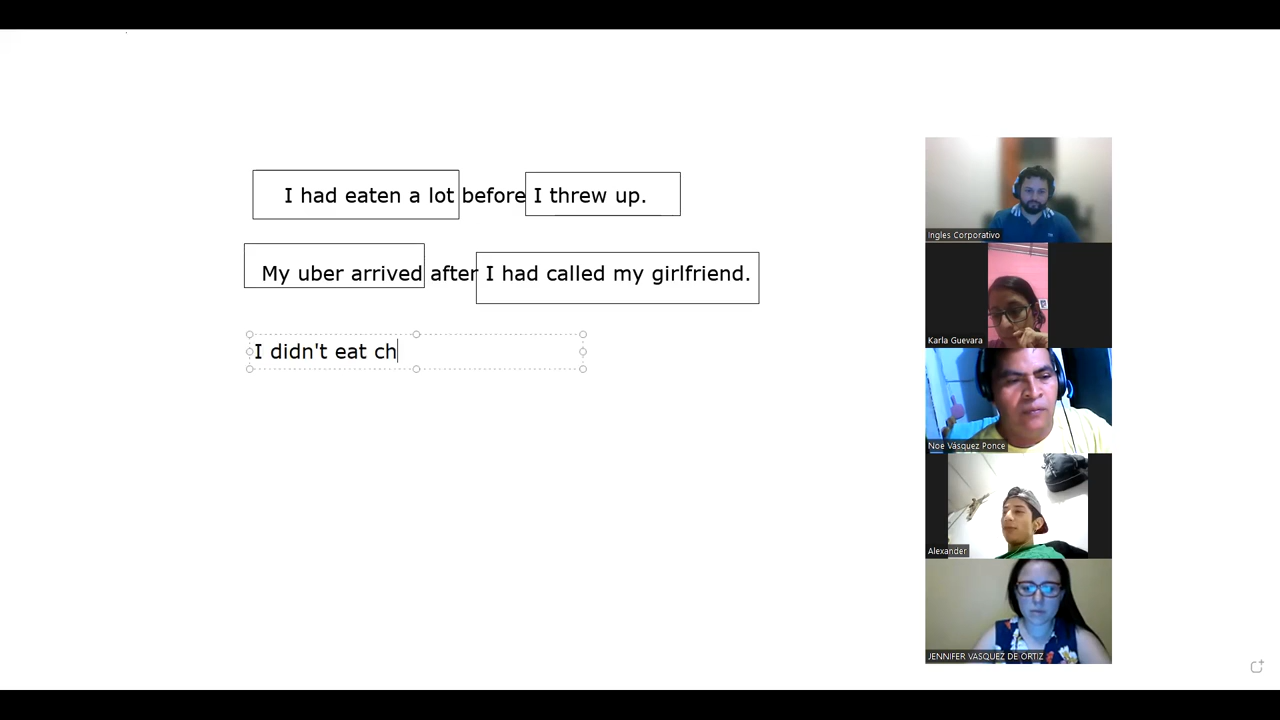 I had eaten a lot before I threw up.
My uber arrived after I had called my girlfriend.
I didn't eat ch
Ingles Corporativo
Karla Guevara
Noe Vásquez Ponce
Alexander
JENNIFER VASQUEZ DE ORTIZ